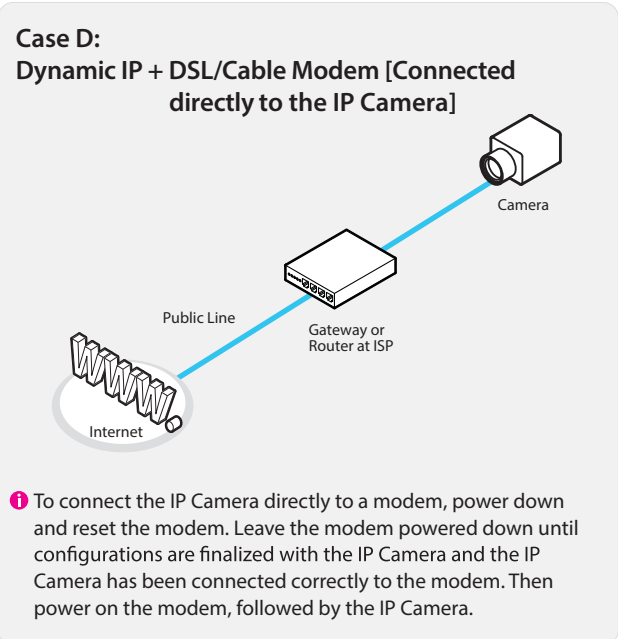 Case D:
Dynamic IP + DSL/Cable Modem [Connected
directly to the IP Camera]
Camera
Gateway or
Router at ISP
Public Line
WWW.
Internet
i To connect the IP Camera directly to a modem, power down
and reset the modem. Leave the modem powered down until
configurations are finalized with the IP Camera and the IP
Camera has been connected correctly to the modem. Then
power on the modem, followed by the IP Camera.